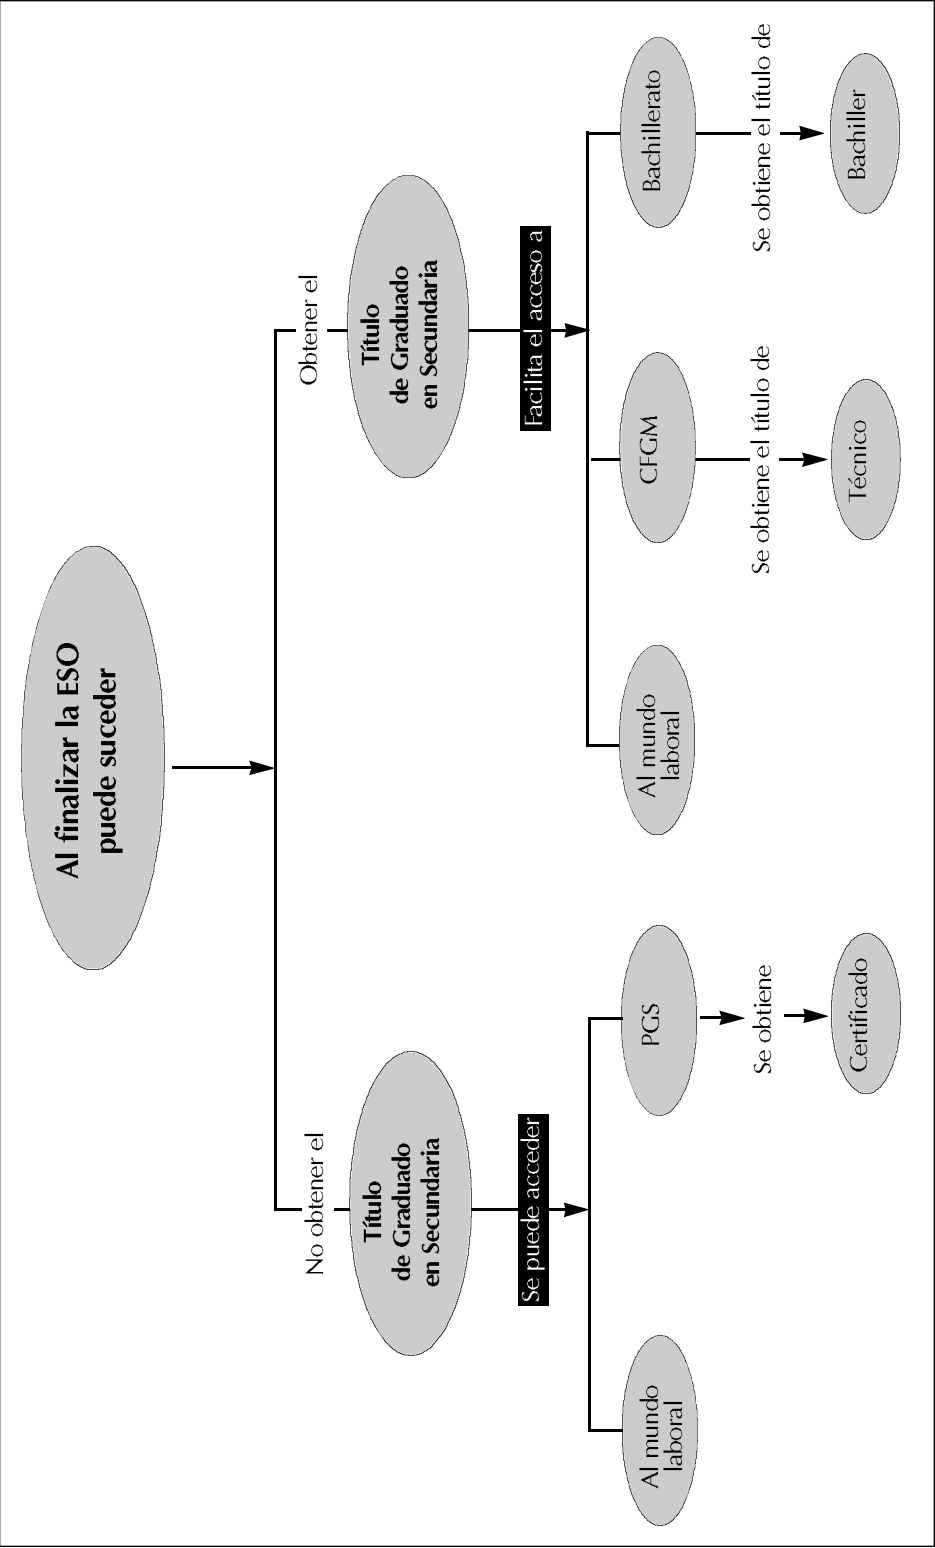 Al finalizar la ESO
puede suceder
No obtener el
Obtener el
Título
de Graduado
en Secundaria
Título
de Graduado
en Secundaria
Se puede acceder
Facilita el acceso a
Al mundo
laboral
PGS
Al mundo
laboral
CFGM
Bachillerato
Se obtiene
Se obtiene el título de
Se obtiene el título de
Certificado
Técnico
Bachiller